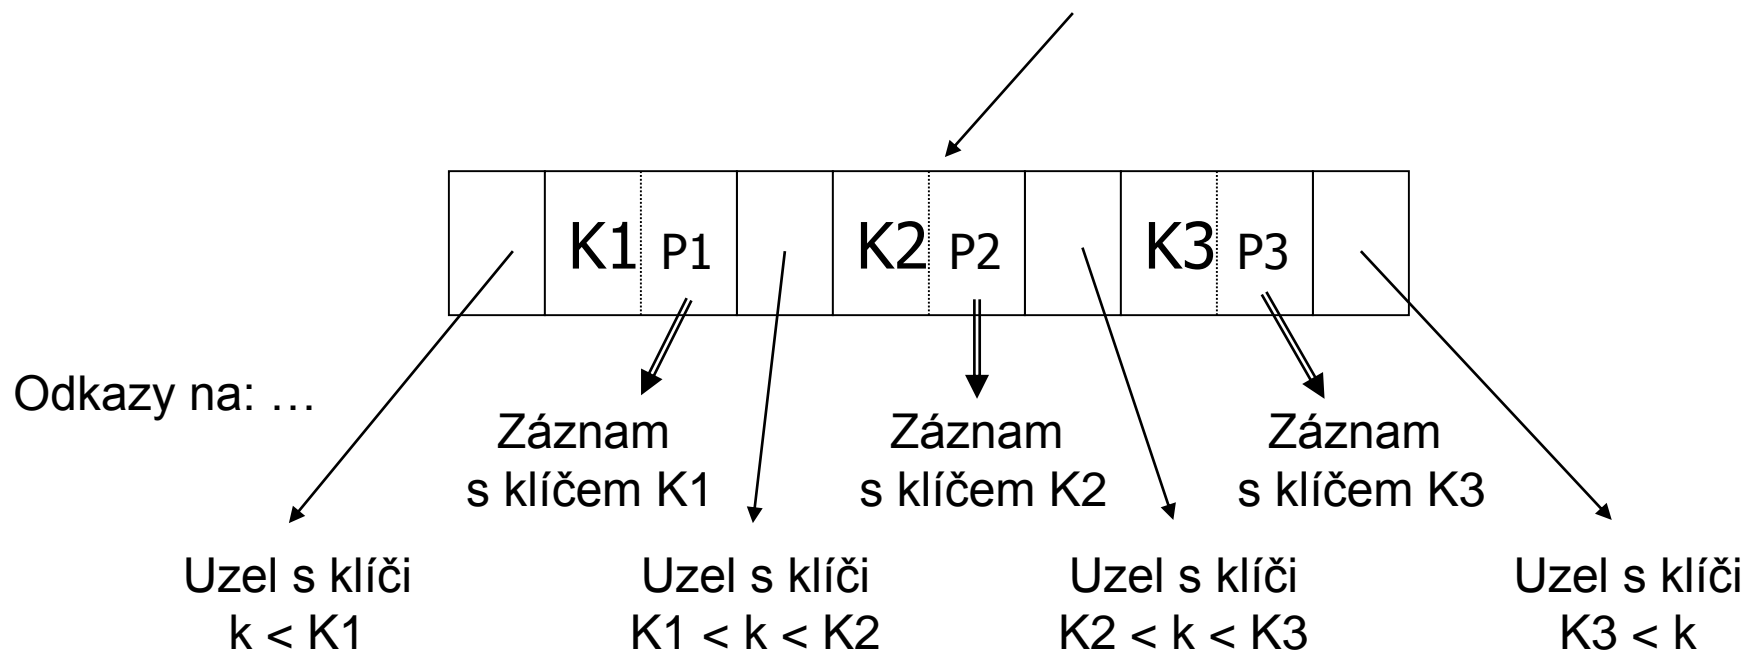 K1 P1 K2 P2 K3 P3
Odkazy na: …
Záznam
s klíčem K1
Záznam
s klíčem K2
Záznam
s klíčem K3
Uzel s klíči
k < K1
Uzel s klíči
K1 < k < K2
Uzel s klíči
K2 < k < K3
Uzel s klíči
K3 < k